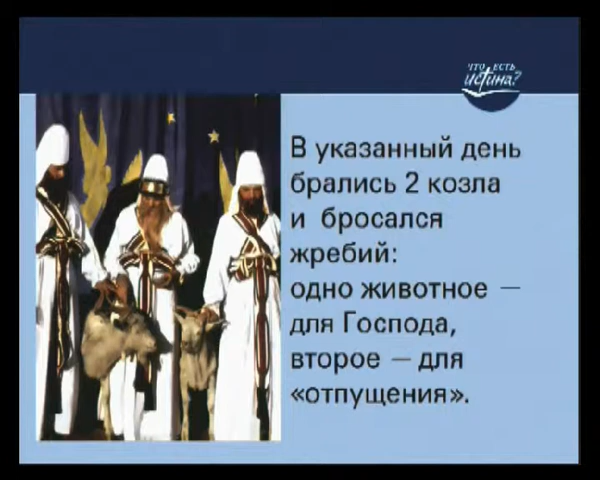 ЧТО ЕСТЬ
истина?
В указанный день
брались 2 козла
и бросался
жребий:
одно животное —
для Господа,
второе — для
«отпущения».